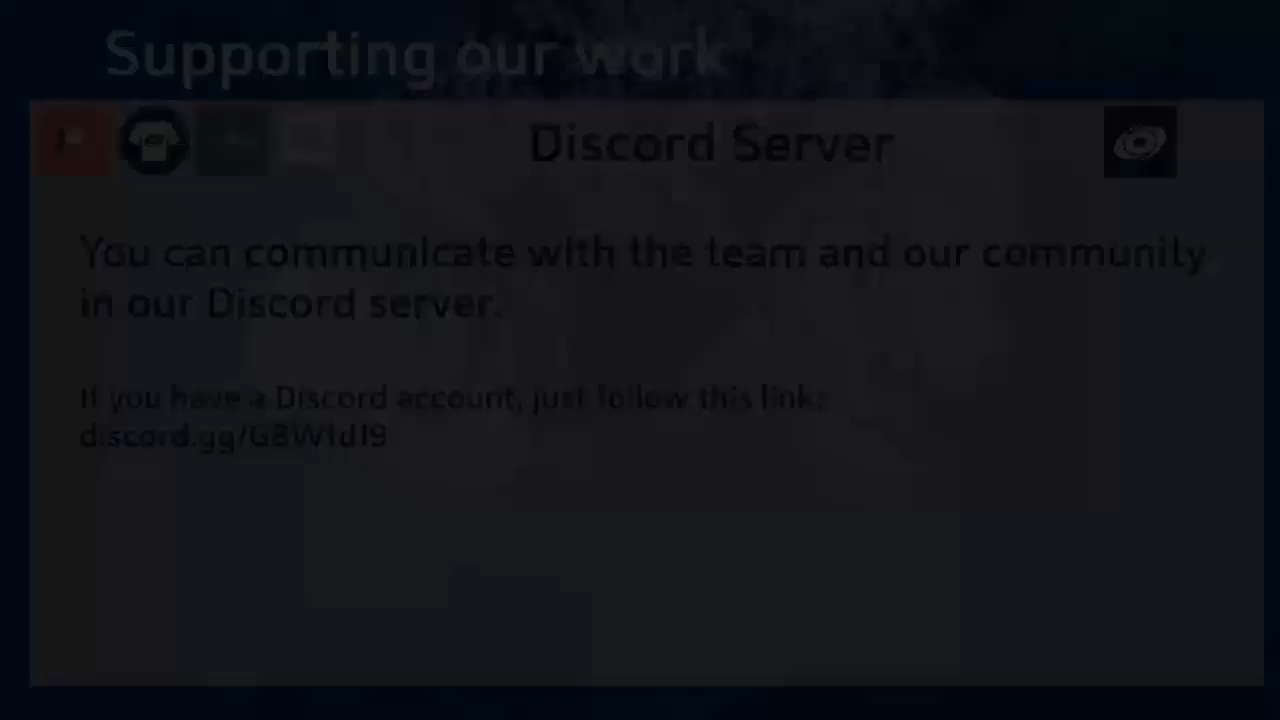 Supporting our work
Discord Server
You can communicate with the team and our community
in our Discord server.
If you have a Discord account, just follow this link: